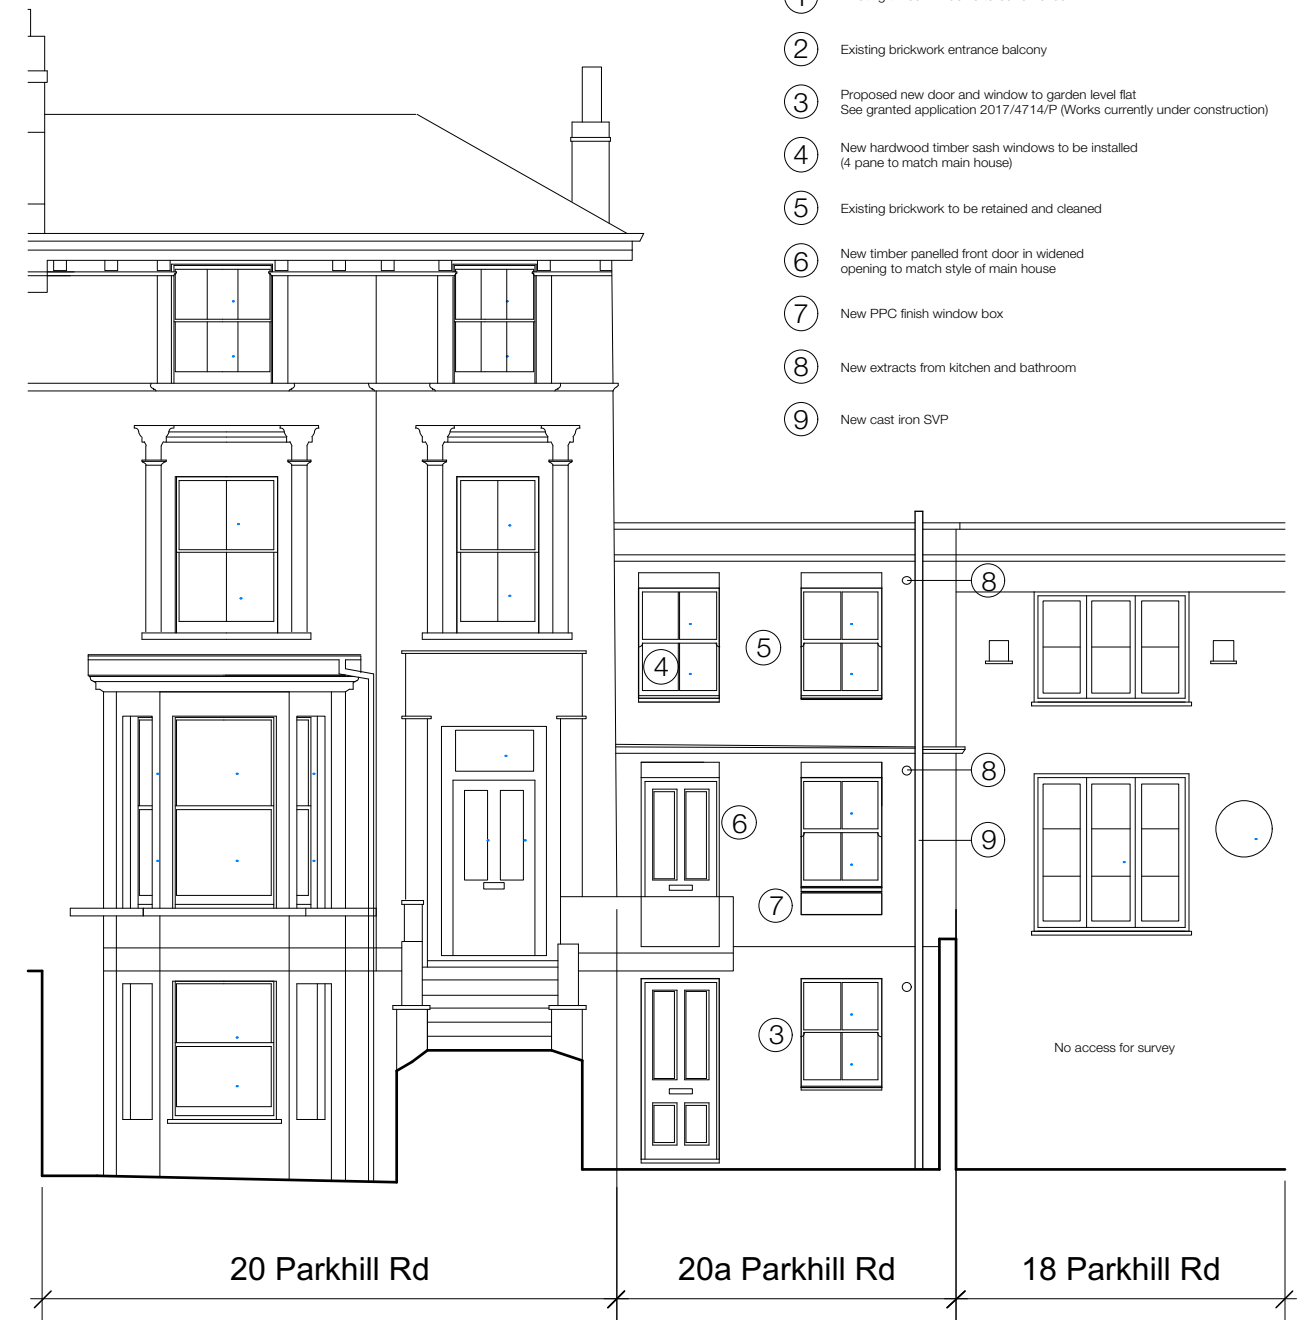 1
2 Existing brickwork entrance balcony
3 Proposed new door and window to garden level flat
See granted application 2017/4714/P (Works currently under construction)
4 New hardwood timber sash windows to be installed
(4 pane to match main house)
5 Existing brickwork to be retained and cleaned
6 New timber panelled front door in widened
opening to match style of main house
7 New PPC finish window box
8 New extracts from kitchen and bathroom
9 New cast iron SVP
8
5
4
8
6
9
7
3
No access for survey
20 Parkhill Rd
20a Parkhill Rd
18 Parkhill Rd